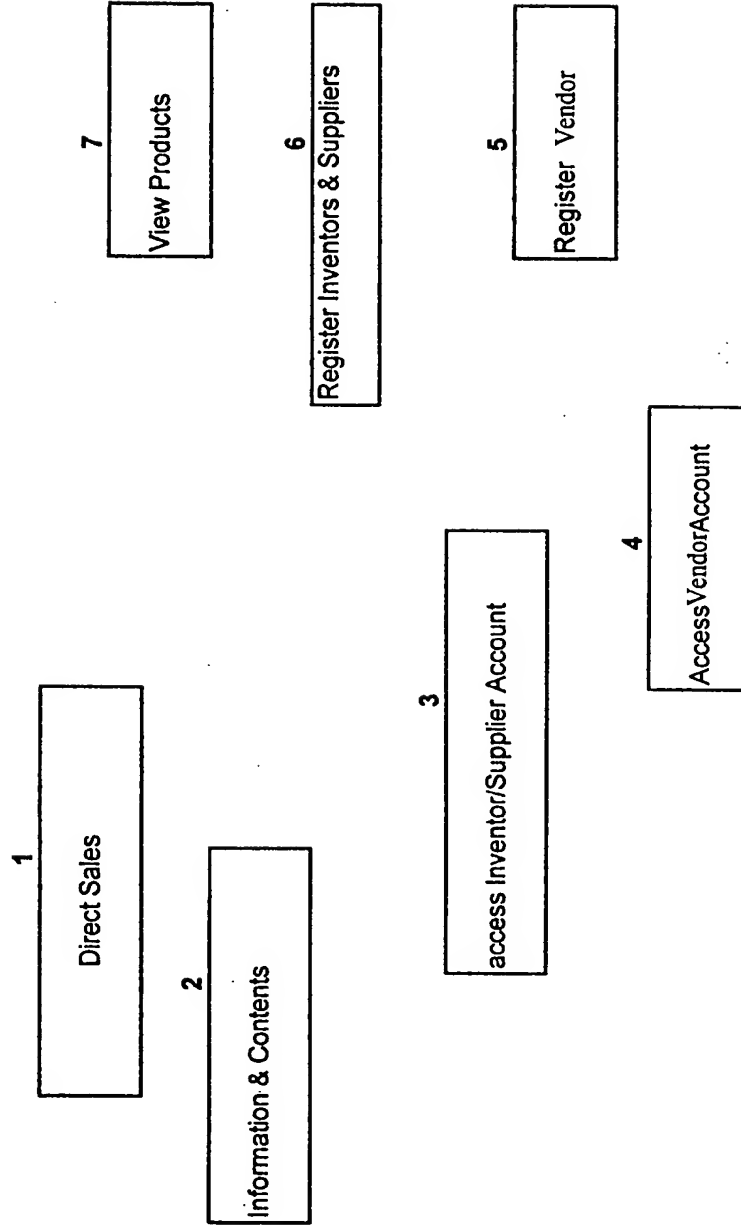 1
Direct Sales
2
Information & Contents
3
access Inventor/Supplier Account
4
AccessVendorAccount
5
Register Vendor
6
Register Inventors & Suppliers
7
View Products